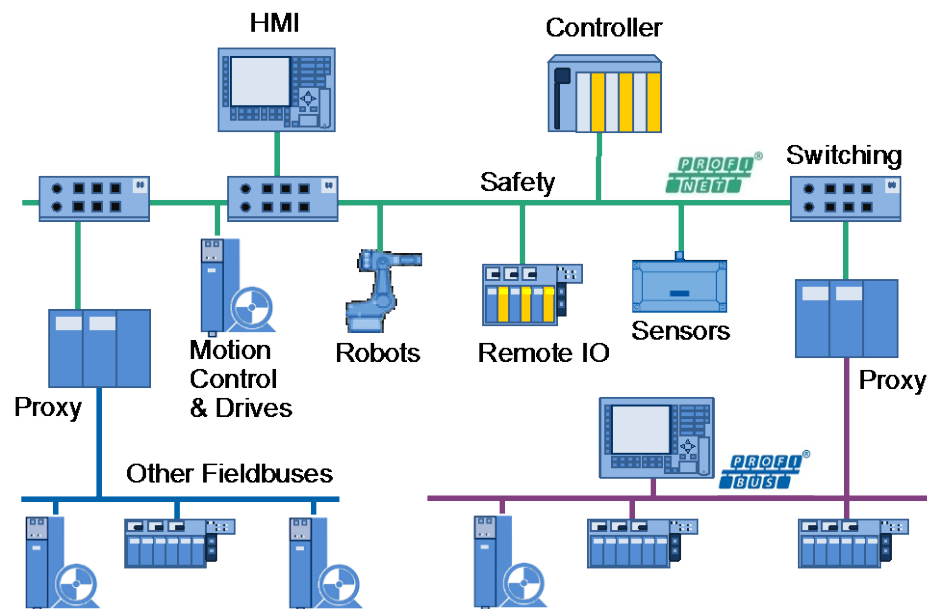 HMI
Controller
PROFI®
NET
Switching
Safety
Motion
Control
& Drives
Robots
Remote IO
Sensors
Proxy
Proxy
Other Fieldbuses
PROFI®
BUS